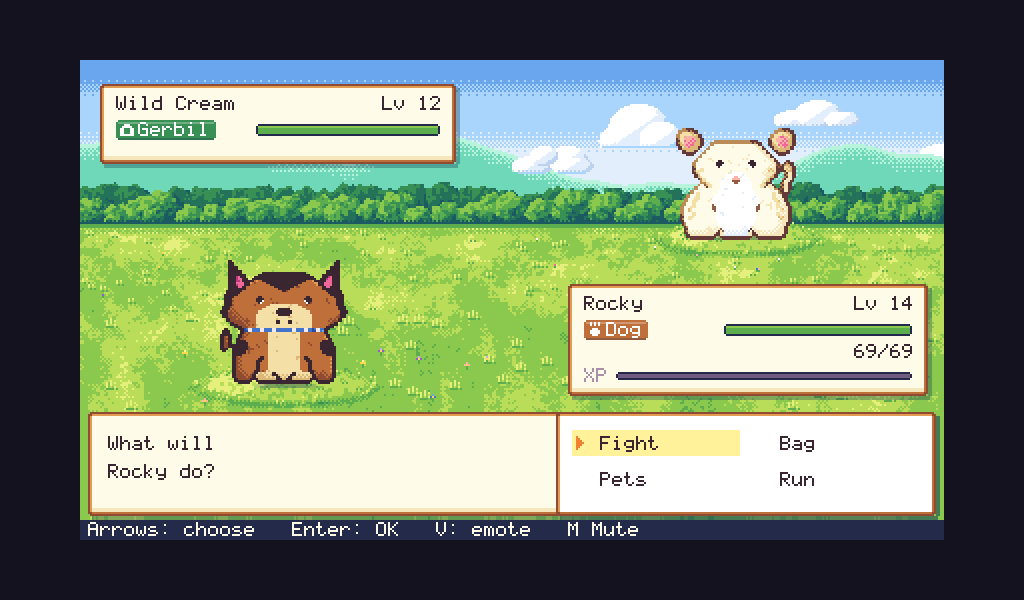 Wild Cream Lv 12
Gerbil
Rocky Lv 14
Dog
69/69
XP
What will
Rocky do?
Fight Bag
Pets Run
Arrows: choose Enter: OK V: emote M Mute